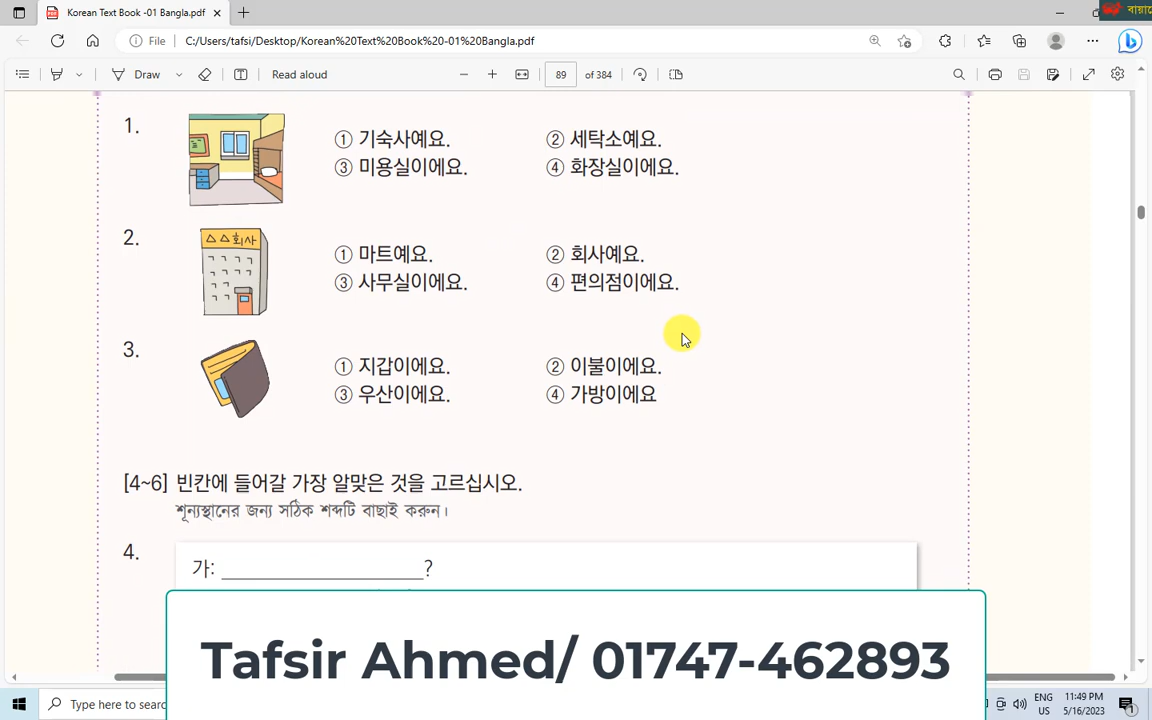 Korean Text Book -01 Bangla.pdf
File C:/Users/tafsi/Desktop/Korean%20Text%20Book%20-01%20Bangla.pdf
Draw Read aloud 89 of 384
1.
① 기숙사예요. ② 세탁소예요.
③ 미용실이에요. ④ 화장실이에요.
2.
△△회사
① 마트예요. ② 회사예요.
③ 사무실이에요. ④ 편의점이에요.
3.
① 지갑이에요. ② 이불이에요.
③ 우산이에요. ④ 가방이에요
[4~6] 빈칸에 들어갈 가장 알맞은 것을 고르십시오.
শূন্যস্থানের জন্য সঠিক শব্দটি বাছাই করুন।
4.
가: ____________________?
Tafsir Ahmed/ 01747-462893
Type here to searc
ENG
US
11:49 PM
5/16/2023